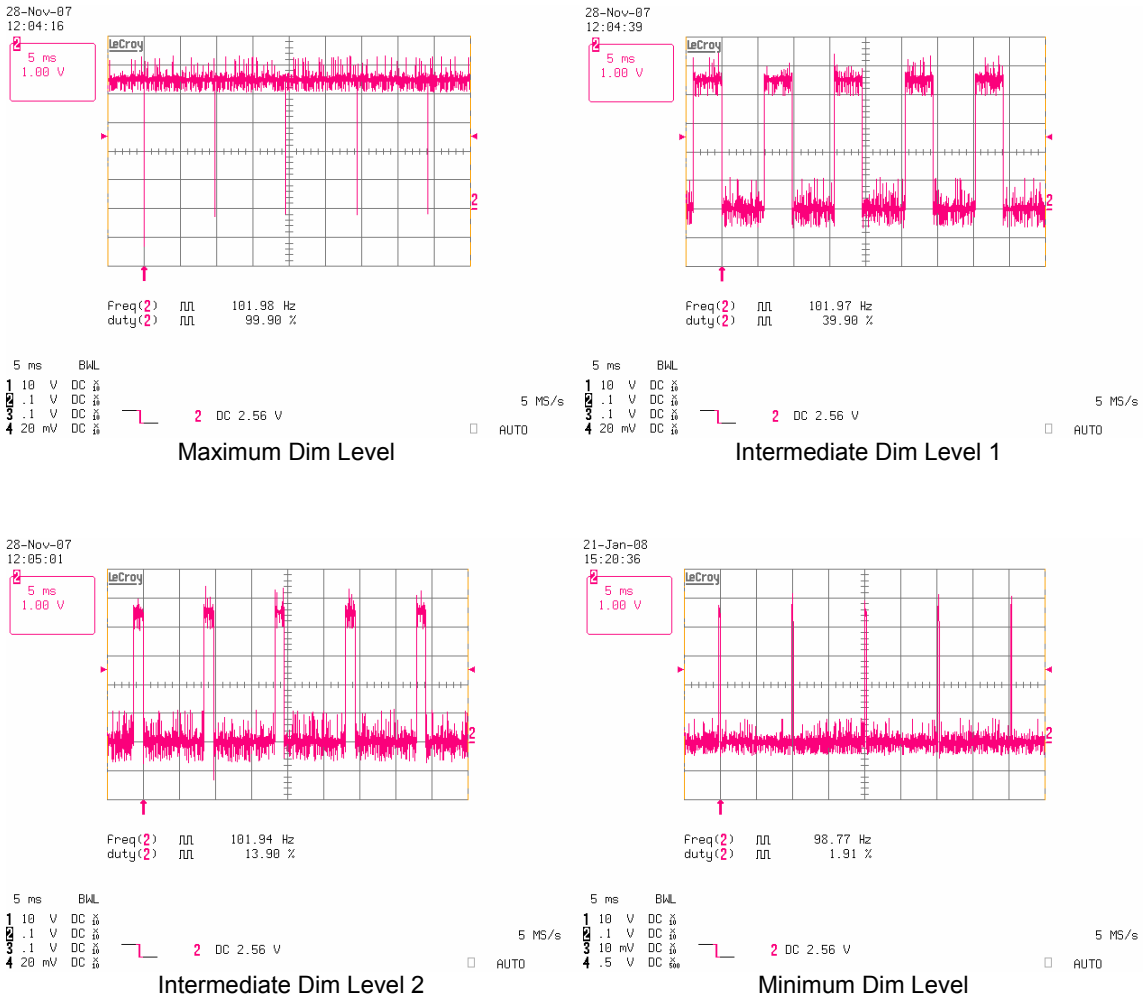 28-Nov-07
12:04:16
2
5 ms
1.00 V
LeCroy
2
freq(2) 101.98 Hz
duty(2) 99.90 %
5 ms BWL
1 10 V DC
2 .1 V DC
3 .1 V DC
4 20 mV DC
2 DC 2.56 V
5 MS/s
AUTO
Maximum Dim Level
28-Nov-07
12:04:39
2
5 ms
1.00 V
LeCroy
2
freq(2) 101.97 Hz
duty(2) 39.90 %
5 ms BWL
1 10 V DC
2 .1 V DC
3 .1 V DC
4 20 mV DC
2 DC 2.56 V
5 MS/s
AUTO
Intermediate Dim Level 1
28-Nov-07
12:05:01
2
5 ms
1.00 V
LeCroy
2
freq(2) 101.94 Hz
duty(2) 13.90 %
5 ms BWL
1 10 V DC
2 .1 V DC
3 .1 V DC
4 20 mV DC
2 DC 2.56 V
5 MS/s
AUTO
Intermediate Dim Level 2
21-Jan-08
15:20:36
2
5 ms
1.00 V
LeCroy
2
freq(2) 98.77 Hz
duty(2) 1.91 %
5 ms BWL
1 10 V DC
2 .1 V DC
3 10 mV DC
4 .5 V DC
2 DC 2.56 V
5 MS/s
AUTO
Minimum Dim Level